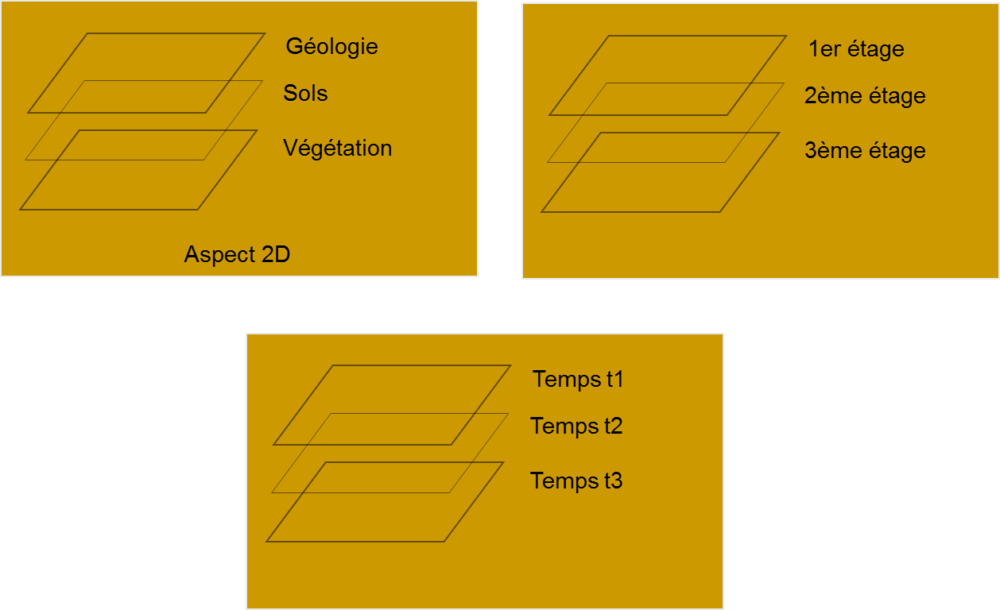 Géologie
Sols
Végétation
Aspect 2D
1er étage
2ème étage
3ème étage
Temps t1
Temps t2
Temps t3